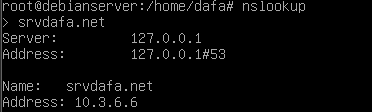 root@debianserver:/home/dafa# nslookup
> srvdafa.net
Server:         127.0.0.1
Address:        127.0.0.1#53

Name:   srvdafa.net
Address: 10.3.6.6